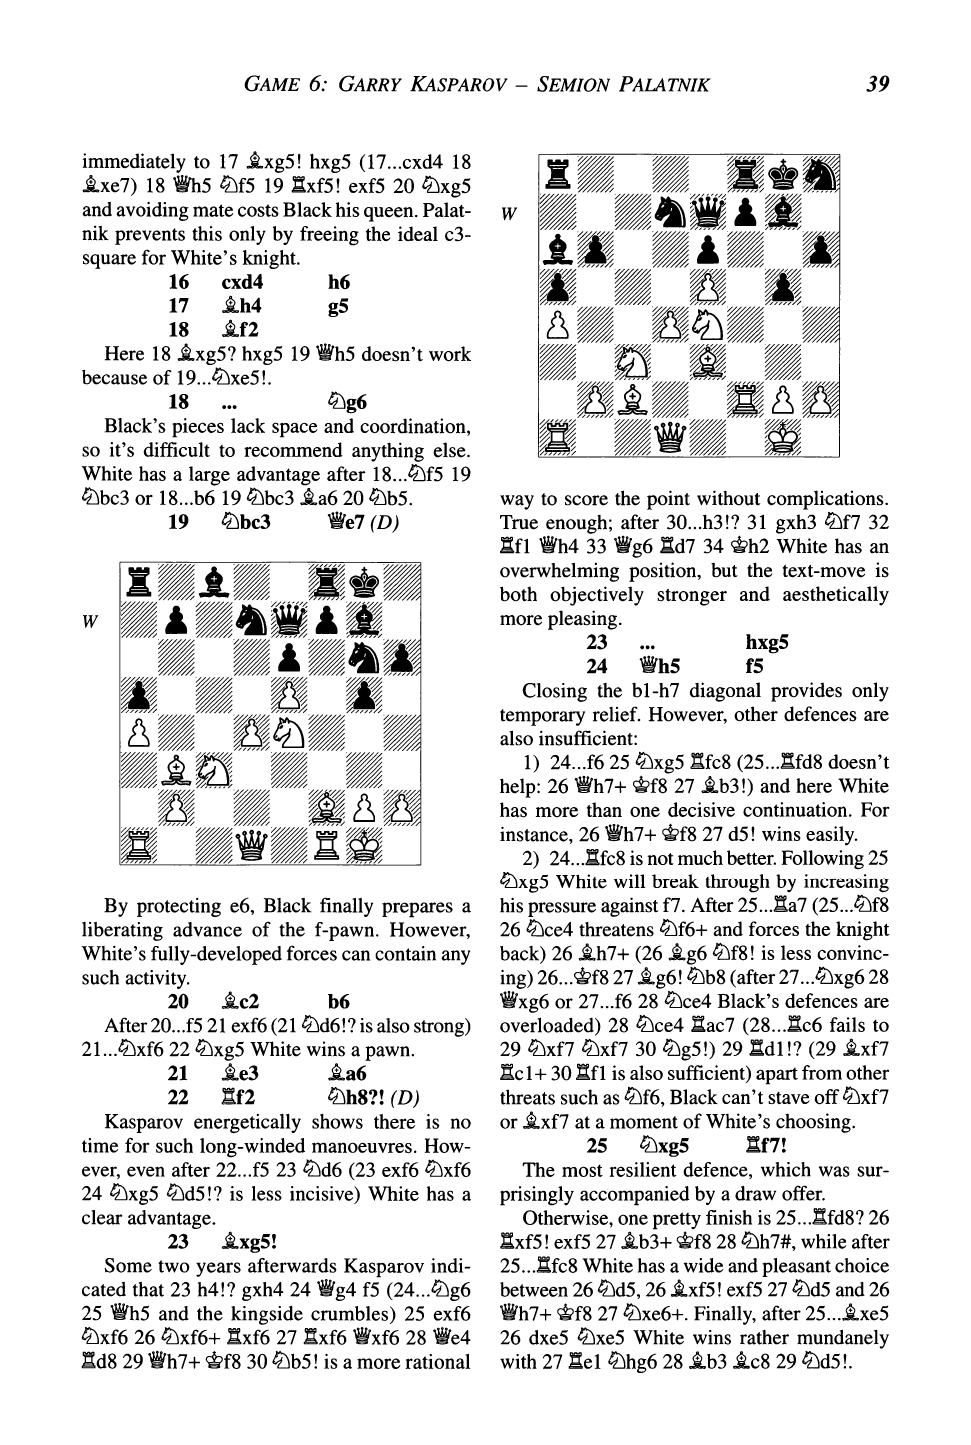 GAME 6: GARRY KASPAROV – SEMION PALATNIK 39
immediately to 17 ♗xg5! hxg5 (17...cxd4 18
♗xe7) 18 ♕h5 ♘f5 19 ♖xf5! exf5 20 ♘xg5
and avoiding mate costs Black his queen. Palat-
nik prevents this only by freeing the ideal c3-
square for White's knight.
16 cxd4 h6
17 ♗h4 g5
18 ♗f2
Here 18 ♗xg5? hxg5 19 ♕h5 doesn't work
because of 19...♘xe5!.
18 ... ♘g6
Black's pieces lack space and coordination,
so it's difficult to recommend anything else.
White has a large advantage after 18...♘f5 19
♘bc3 or 18...b6 19 ♘bc3 ♗a6 20 ♘b5.
19 ♘bc3 ♕e7 (D)
W
By protecting e6, Black finally prepares a
liberating advance of the f-pawn. However,
White's fully-developed forces can contain any
such activity.
20 ♗c2 b6
After 20...f5 21 exf6 (21 ♘d6!? is also strong)
21...♘xf6 22 ♘xg5 White wins a pawn.
21 ♗e3 ♗a6
22 ♖f2 ♘h8?! (D)
Kasparov energetically shows there is no
time for such long-winded manoeuvres. How-
ever, even after 22...f5 23 ♘d6 (23 exf6 ♘xf6
24 ♘xg5 ♘d5!? is less incisive) White has a
clear advantage.
23 ♗xg5!
Some two years afterwards Kasparov indi-
cated that 23 h4!? gxh4 24 ♕g4 f5 (24...♘g6
25 ♕h5 and the kingside crumbles) 25 exf6
♘xf6 26 ♘xf6+ ♖xf6 27 ♖xf6 ♕xf6 28 ♕e4
♖d8 29 ♕h7+ ♔f8 30 ♘b5! is a more rational
W
way to score the point without complications.
True enough; after 30...h3!? 31 gxh3 ♘f7 32
♖f1 ♕h4 33 ♕g6 ♖d7 34 ♔h2 White has an
overwhelming position, but the text-move is
both objectively stronger and aesthetically
more pleasing.
23 ... hxg5
24 ♕h5 f5
Closing the b1-h7 diagonal provides only
temporary relief. However, other defences are
also insufficient:
1) 24...f6 25 ♘xg5 ♖fc8 (25...♖fd8 doesn't
help: 26 ♕h7+ ♔f8 27 ♗b3!) and here White
has more than one decisive continuation. For
instance, 26 ♕h7+ ♔f8 27 d5! wins easily.
2) 24...♖fc8 is not much better. Following 25
♘xg5 White will break through by increasing
his pressure against f7. After 25...♖a7 (25...♘f8
26 ♘ce4 threatens ♘f6+ and forces the knight
back) 26 ♗h7+ (26 ♗g6 ♘f8! is less convinc-
ing) 26...♔f8 27 ♗g6! ♘b8 (after 27...♘xg6 28
♕xg6 or 27...f6 28 ♘ce4 Black's defences are
overloaded) 28 ♘ce4 ♖ac7 (28...♖c6 fails to
29 ♘xf7 ♘xf7 30 ♘g5!) 29 ♖d1!? (29 ♗xf7
♖c1+ 30 ♖f1 is also sufficient) apart from other
threats such as ♘f6, Black can't stave off ♘xf7
or ♗xf7 at a moment of White's choosing.
25 ♘xg5 ♖f7!
The most resilient defence, which was sur-
prisingly accompanied by a draw offer.
Otherwise, one pretty finish is 25...♖fd8? 26
♖xf5! exf5 27 ♗b3+ ♔f8 28 ♘h7#, while after
25...♖fc8 White has a wide and pleasant choice
between 26 ♘d5, 26 ♗xf5! exf5 27 ♘d5 and 26
♕h7+ ♔f8 27 ♘xe6+. Finally, after 25...♗xe5
26 dxe5 ♘xe5 White wins rather mundanely
with 27 ♖e1 ♘hg6 28 ♗b3 ♗c8 29 ♘d5!.